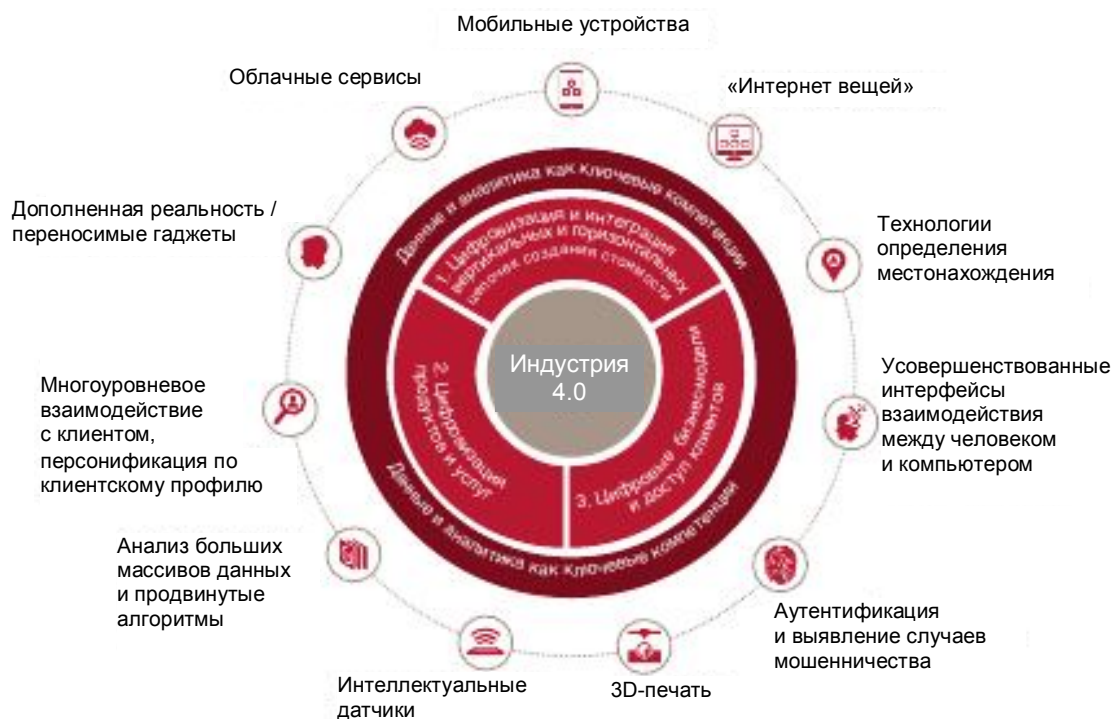 Мобильные устройства
Облачные сервисы
«Интернет вещей»
Дополненная реальность /
переносимые гаджеты
Технологии
определения
местонахождения
Данные и аналитика как ключевые компетенции
1. Цифровизация и интеграция
вертикальных и горизонтальных
цепочек создания стоимости
Индустрия
4.0
2. Цифровизация
продуктов и услуг
3. Цифровые бизнес-модели
и доступ клиентов
Данные и аналитика как ключевые компетенции
Многоуровневое
взаимодействие
с клиентом,
персонификация по
клиентскому профилю
Усовершенствованные
интерфейсы
взаимодействия
между человеком
и компьютером
Анализ больших
массивов данных
и продвинутые
алгоритмы
Аутентификация
и выявление случаев
мошенничества
Интеллектуальные
датчики
3D-печать